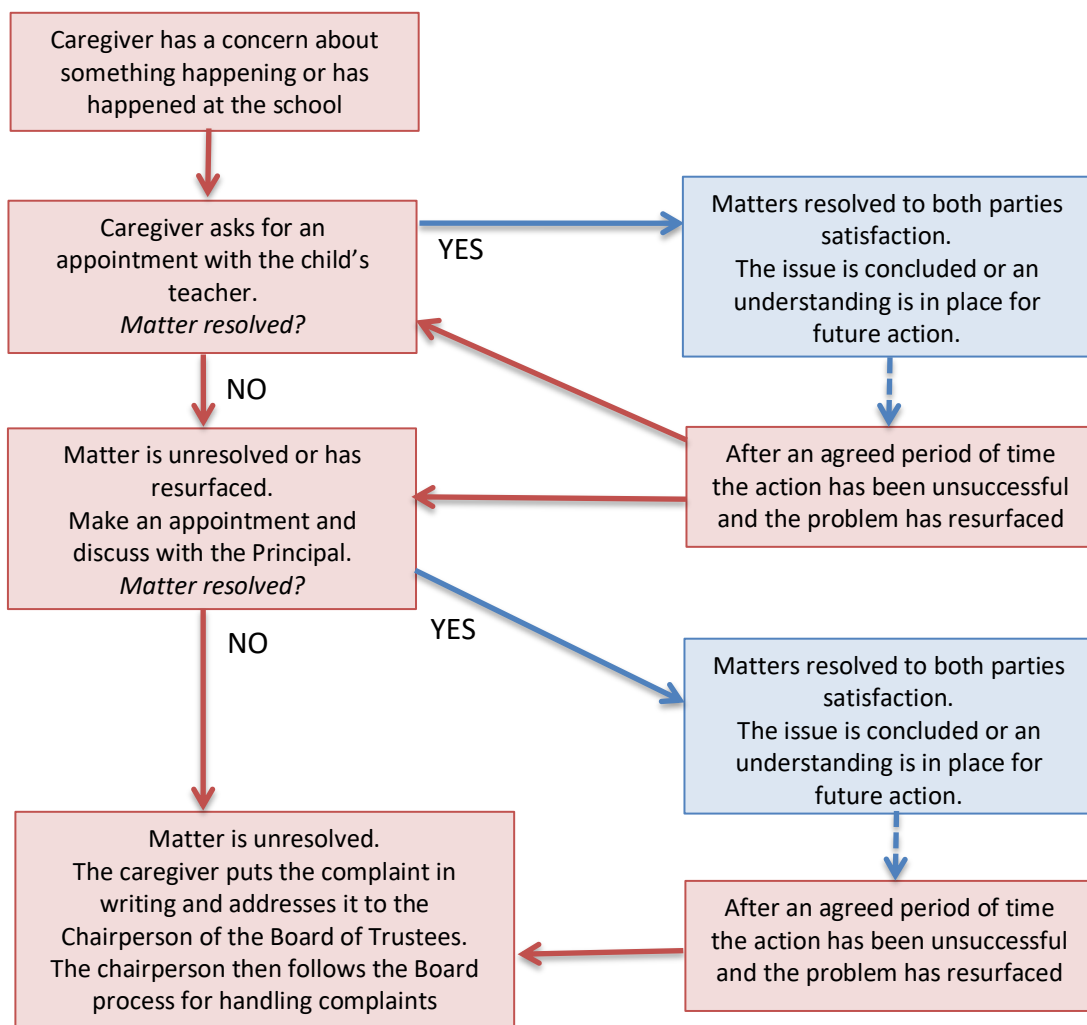 Caregiver has a concern about
something happening or has
happened at the school
Caregiver asks for an
appointment with the child’s
teacher.
Matter resolved?
YES
Matters resolved to both parties
satisfaction.
The issue is concluded or an
understanding is in place for
future action.
NO
After an agreed period of time
the action has been unsuccessful
and the problem has resurfaced
Matter is unresolved or has
resurfaced.
Make an appointment and
discuss with the Principal.
Matter resolved?
YES
NO
Matters resolved to both parties
satisfaction.
The issue is concluded or an
understanding is in place for
future action.
Matter is unresolved.
The caregiver puts the complaint in
writing and addresses it to the
Chairperson of the Board of Trustees.
The chairperson then follows the Board
process for handling complaints
After an agreed period of time
the action has been unsuccessful
and the problem has resurfaced